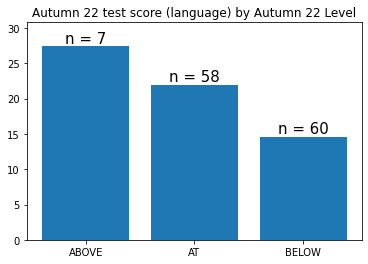 Autumn 22 test score (language) by Autumn 22 Level
30
25
20
15
10
5
0
n = 7
n = 58
n = 60
ABOVE
AT
BELOW